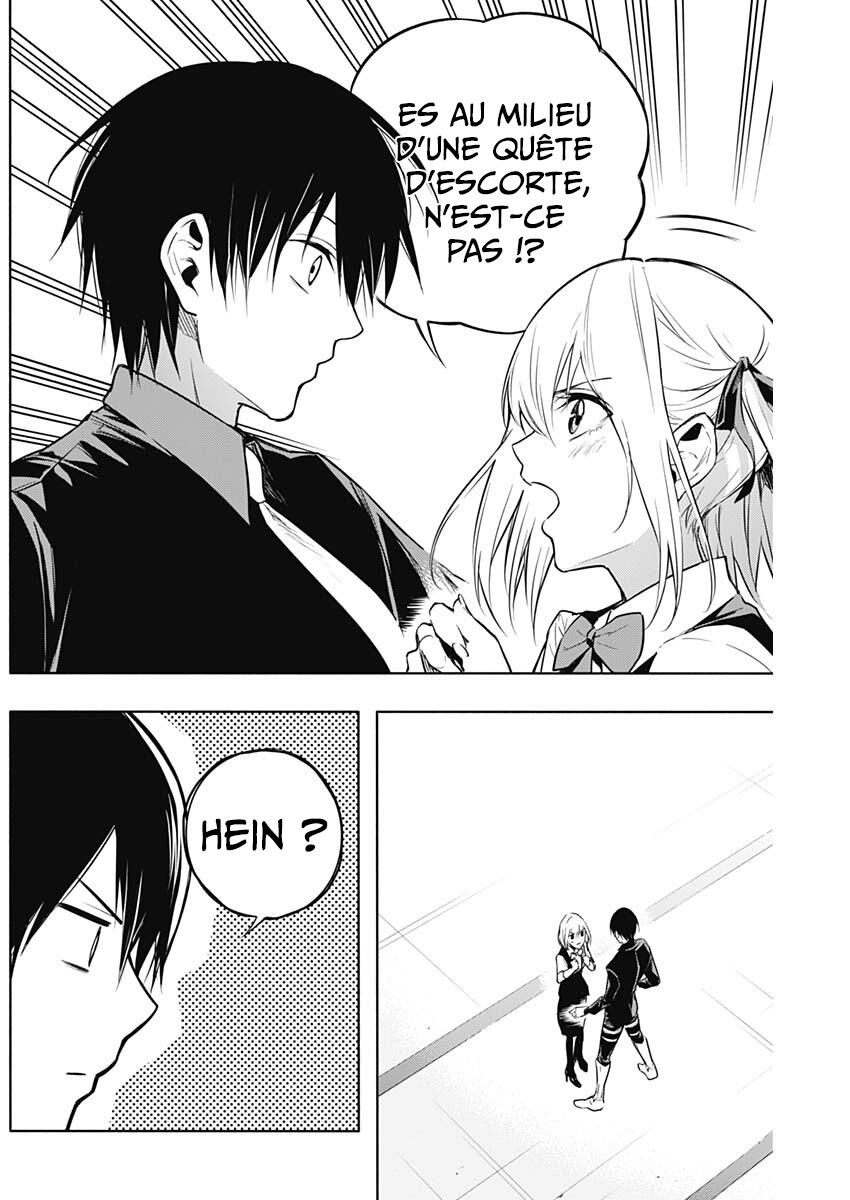 ES AU MILIEU
D'UNE QUÊTE
D'ESCORTE,
N'EST-CE
PAS !?
HEIN ?